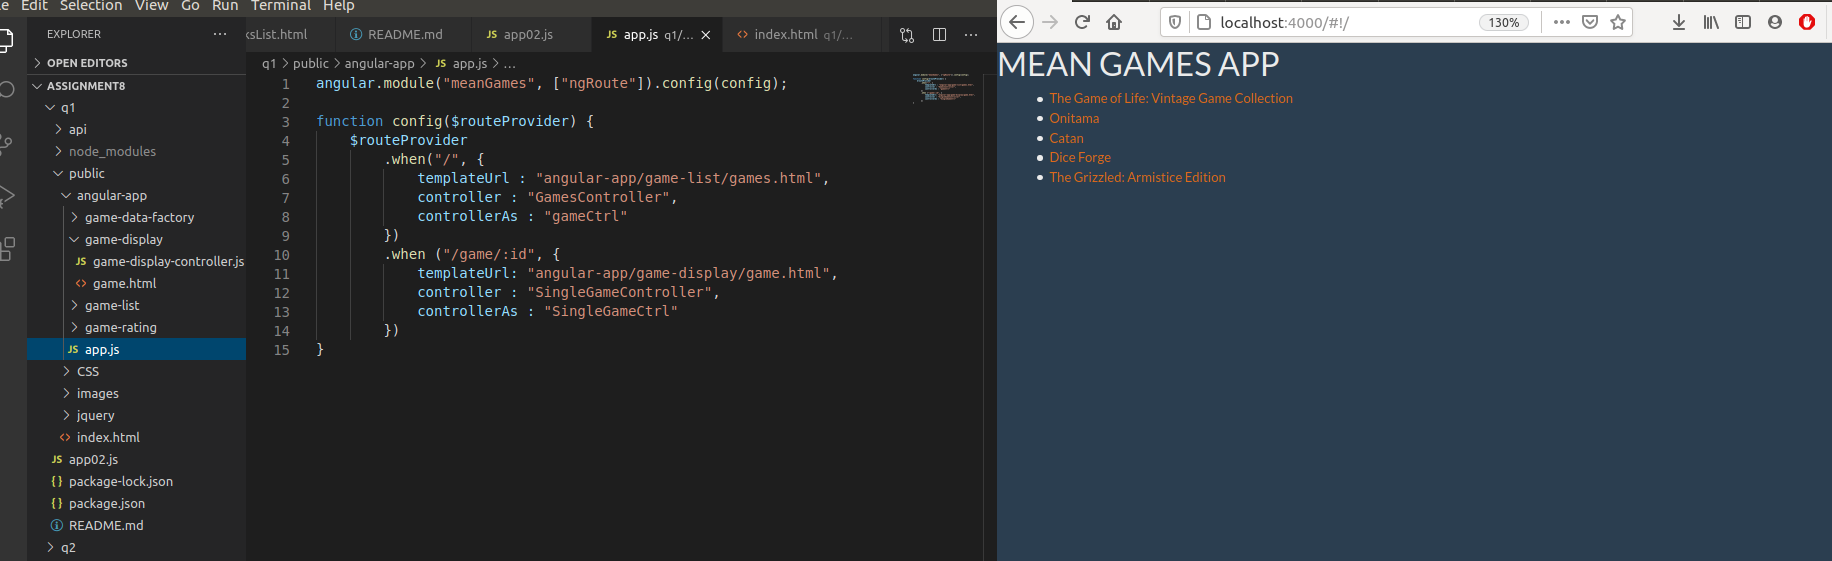 Edit Selection View Go Run Terminal Help
EXPLORER ...
OPEN EDITORS
ASSIGNMENT8
q1
api
node_modules
public
angular-app
game-data-factory
game-display
JS game-display-controller.js
<> game.html
game-list
game-rating
JS app.js
CSS
images
jquery
<> index.html
JS app02.js
{ } package-lock.json
{ } package.json
README.md
q2
ksList.html README.md JS app02.js JS app.js q1/... <> index.html q1/...
q1 > public > angular-app > JS app.js > ...
1 angular.module("meanGames", ["ngRoute"]).config(config);
2
3 function config($routeProvider) {
4 $routeProvider
5 .when("/", {
6 templateUrl : "angular-app/game-list/games.html",
7 controller : "GamesController",
8 controllerAs : "gameCtrl"
9 })
10 .when ("/game/:id", {
11 templateUrl: "angular-app/game-display/game.html",
12 controller : "SingleGameController",
13 controllerAs : "SingleGameCtrl"
14 })
15 }
localhost:4000/#!/ 130%
MEAN GAMES APP
The Game of Life: Vintage Game Collection
Onitama
Catan
Dice Forge
The Grizzled: Armistice Edition